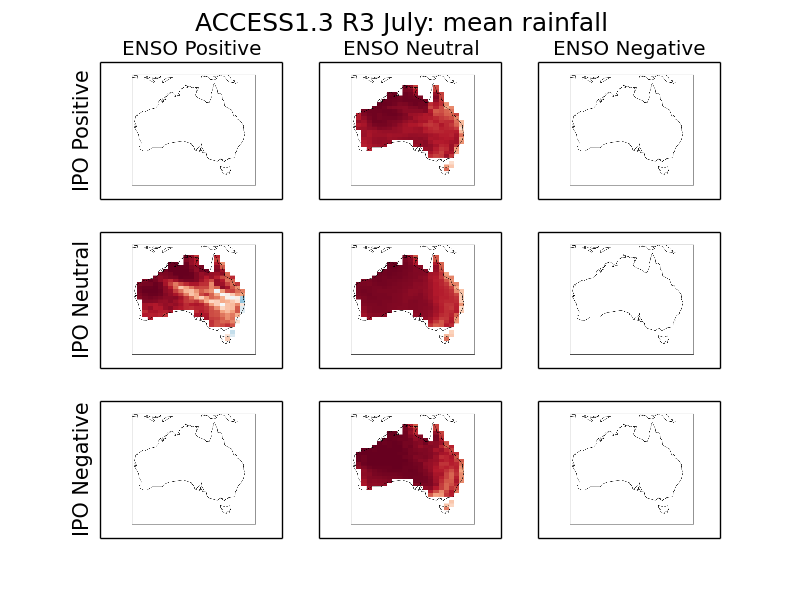 ACCESS1.3 R3 July: mean rainfall
ENSO Positive ENSO Neutral ENSO Negative
IPO Positive
IPO Neutral
IPO Negative